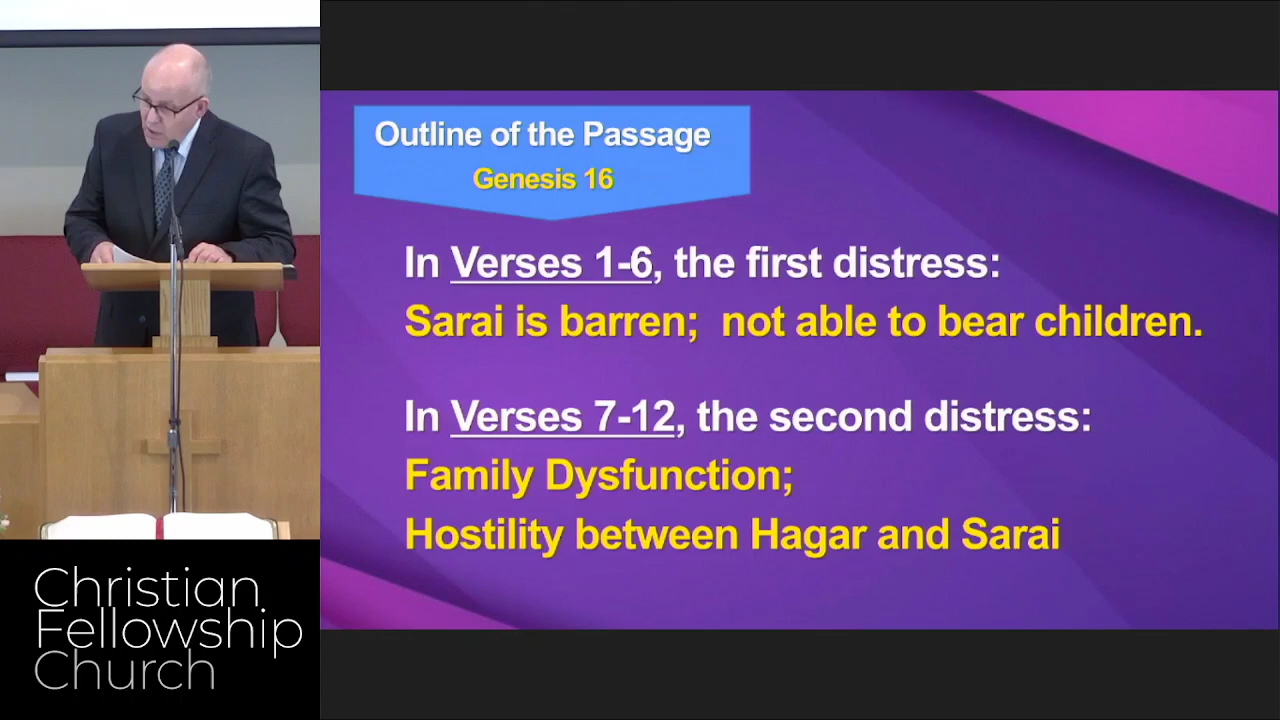 Outline of the Passage
Genesis 16
In Verses 1-6, the first distress:
Sarai is barren;  not able to bear children.
In Verses 7-12, the second distress:
Family Dysfunction;
Hostility between Hagar and Sarai
Christian
Fellowship
Church